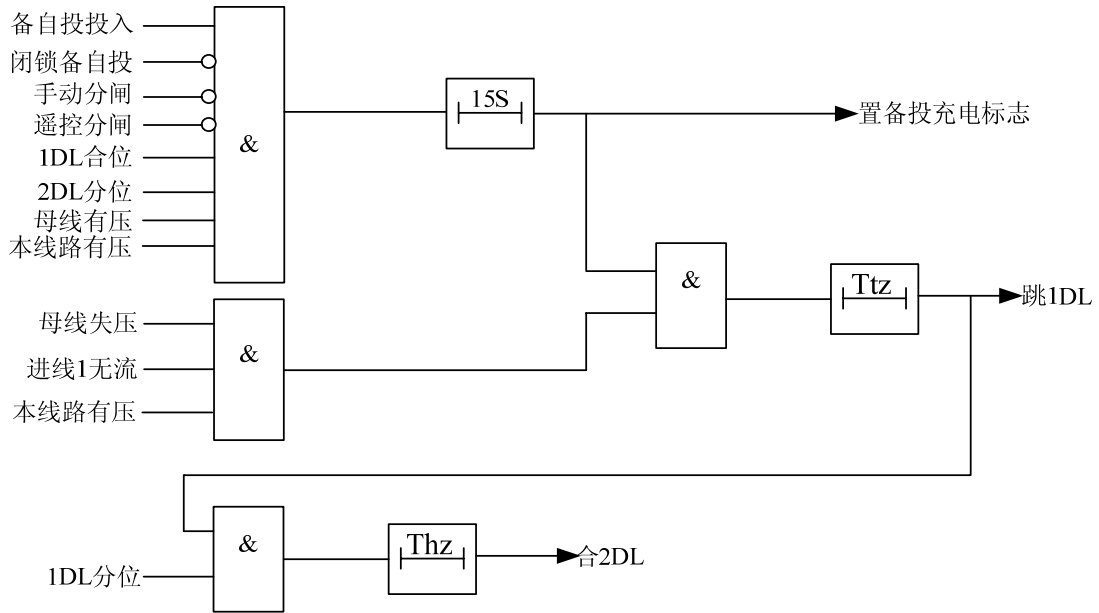 备自投投入
闭锁备自投
手动分闸
遥控分闸
1DL合位
2DL分位
母线有压
本线路有压
&
15S
置备投充电标志
母线失压
进线1无流
本线路有压
&
&
Ttz
跳1DL
1DL分位
&
Thz
合2DL